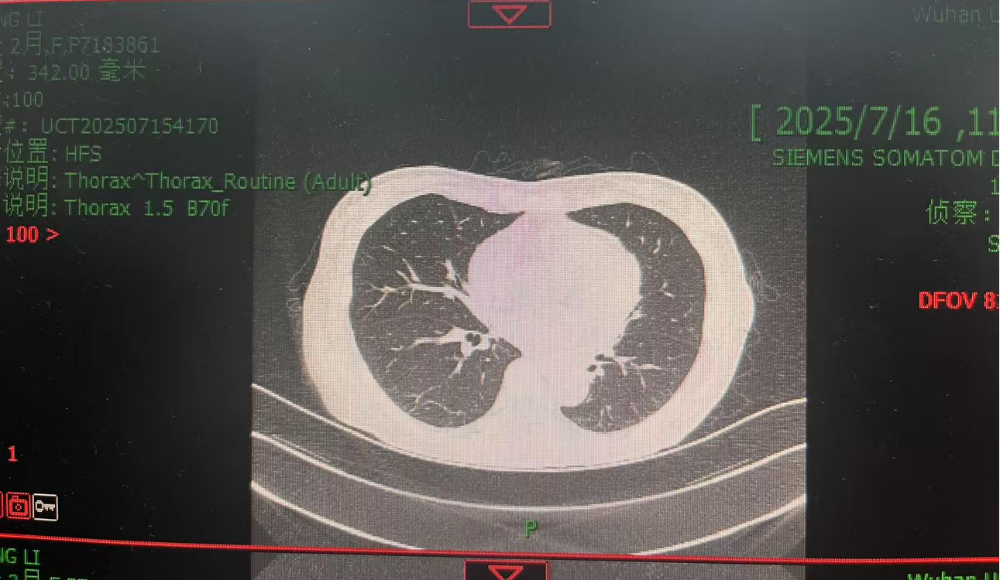 NG LI
2月,F,P7183861
: 342.00 毫米
:100
#: UCT202507154170
位置: HFS
说明: Thorax^Thorax_Routine (Adult)
说明: Thorax 1.5 B70f
100 >
1
Wuhan U
[ 2025/7/16 ,11
SIEMENS SOMATOM D
1
侦察:
S
DFOV 8
P
NG LI
Wuhan U